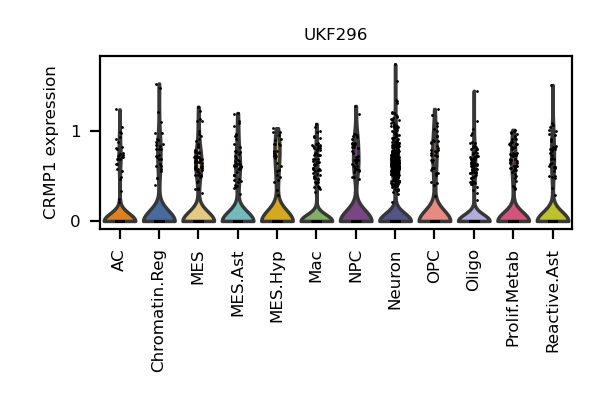 UKF296
CRMP1 expression
1
0
AC
Chromatin.Reg
MES
MES.Ast
MES.Hyp
Mac
NPC
Neuron
OPC
Oligo
Prolif.Metab
Reactive.Ast